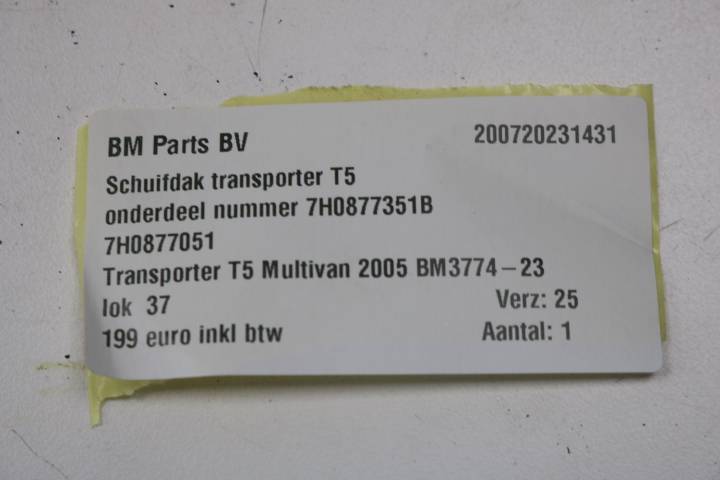 BM Parts BV 200720231431
Schuifdak transporter T5
onderdeel nummer 7H0877351B
7H0877051
Transporter T5 Multivan 2005 BM3774-23
lok 37 Verz: 25
199 euro inkl btw Aantal: 1